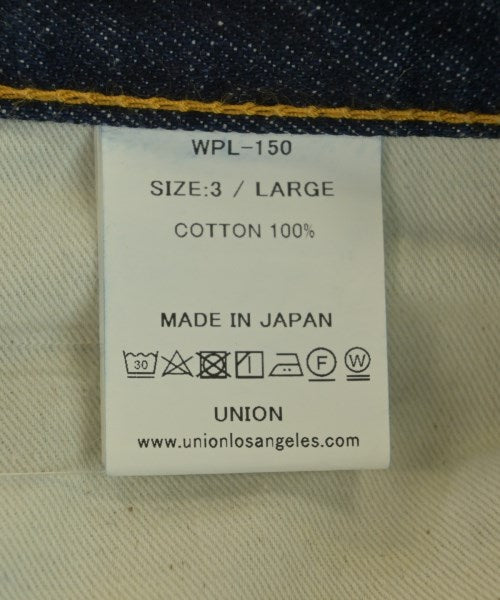 WPL-150
SIZE:3 / LARGE
COTTON 100%
MADE IN JAPAN
30 F W
UNION
www.unionlosangeles.com